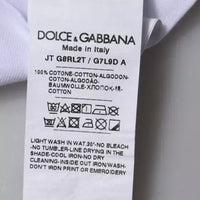 DOLCE & GABBANA
Made in Italy
JT G8RL2T / G7L9D A
100% COTONE-COTTON-ALGODON-
COTON-ALGODÃO-
BAUMWOLLE-ХЛОПОК-棉-
COTTON
LIGHT WASH IN WAT.30°-NO BLEACH
-NO TUMBLER-LINE DRYING IN THE
SHADE-COOL IRON-NO DRY
CLEANING-INSIDE OUT IRON-WASH
DON'T IRON PRINT OR EMBROIDERY